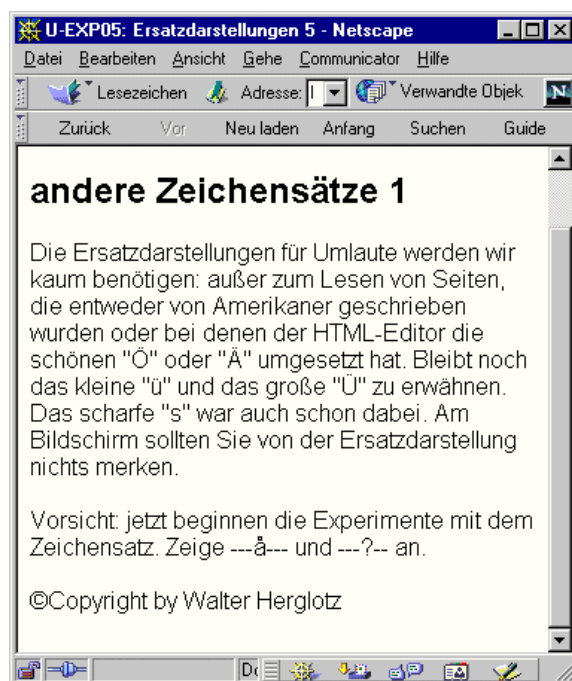 U-EXP05: Ersatzdarstellungen 5 - Netscape
Datei Bearbeiten Ansicht Gehe Communicator Hilfe
Lesezeichen Adresse: Verwandte Objek N
Zurück Vor Neu laden Anfang Suchen Guide
andere Zeichensätze 1
Die Ersatzdarstellungen für Umlaute werden wir
kaum benötigen: außer zum Lesen von Seiten,
die entweder von Amerikaner geschrieben
wurden oder bei denen der HTML-Editor die
schönen "Ö" oder "Ä" umgesetzt hat. Bleibt noch
das kleine "ü" und das große "Ü" zu erwähnen.
Das scharfe "s" war auch schon dabei. Am
Bildschirm sollten Sie von der Ersatzdarstellung
nichts merken.
Vorsicht: jetzt beginnen die Experimente mit dem
Zeichensatz. Zeige ---å--- und ---?-- an.
©Copyright by Walter Herglotz